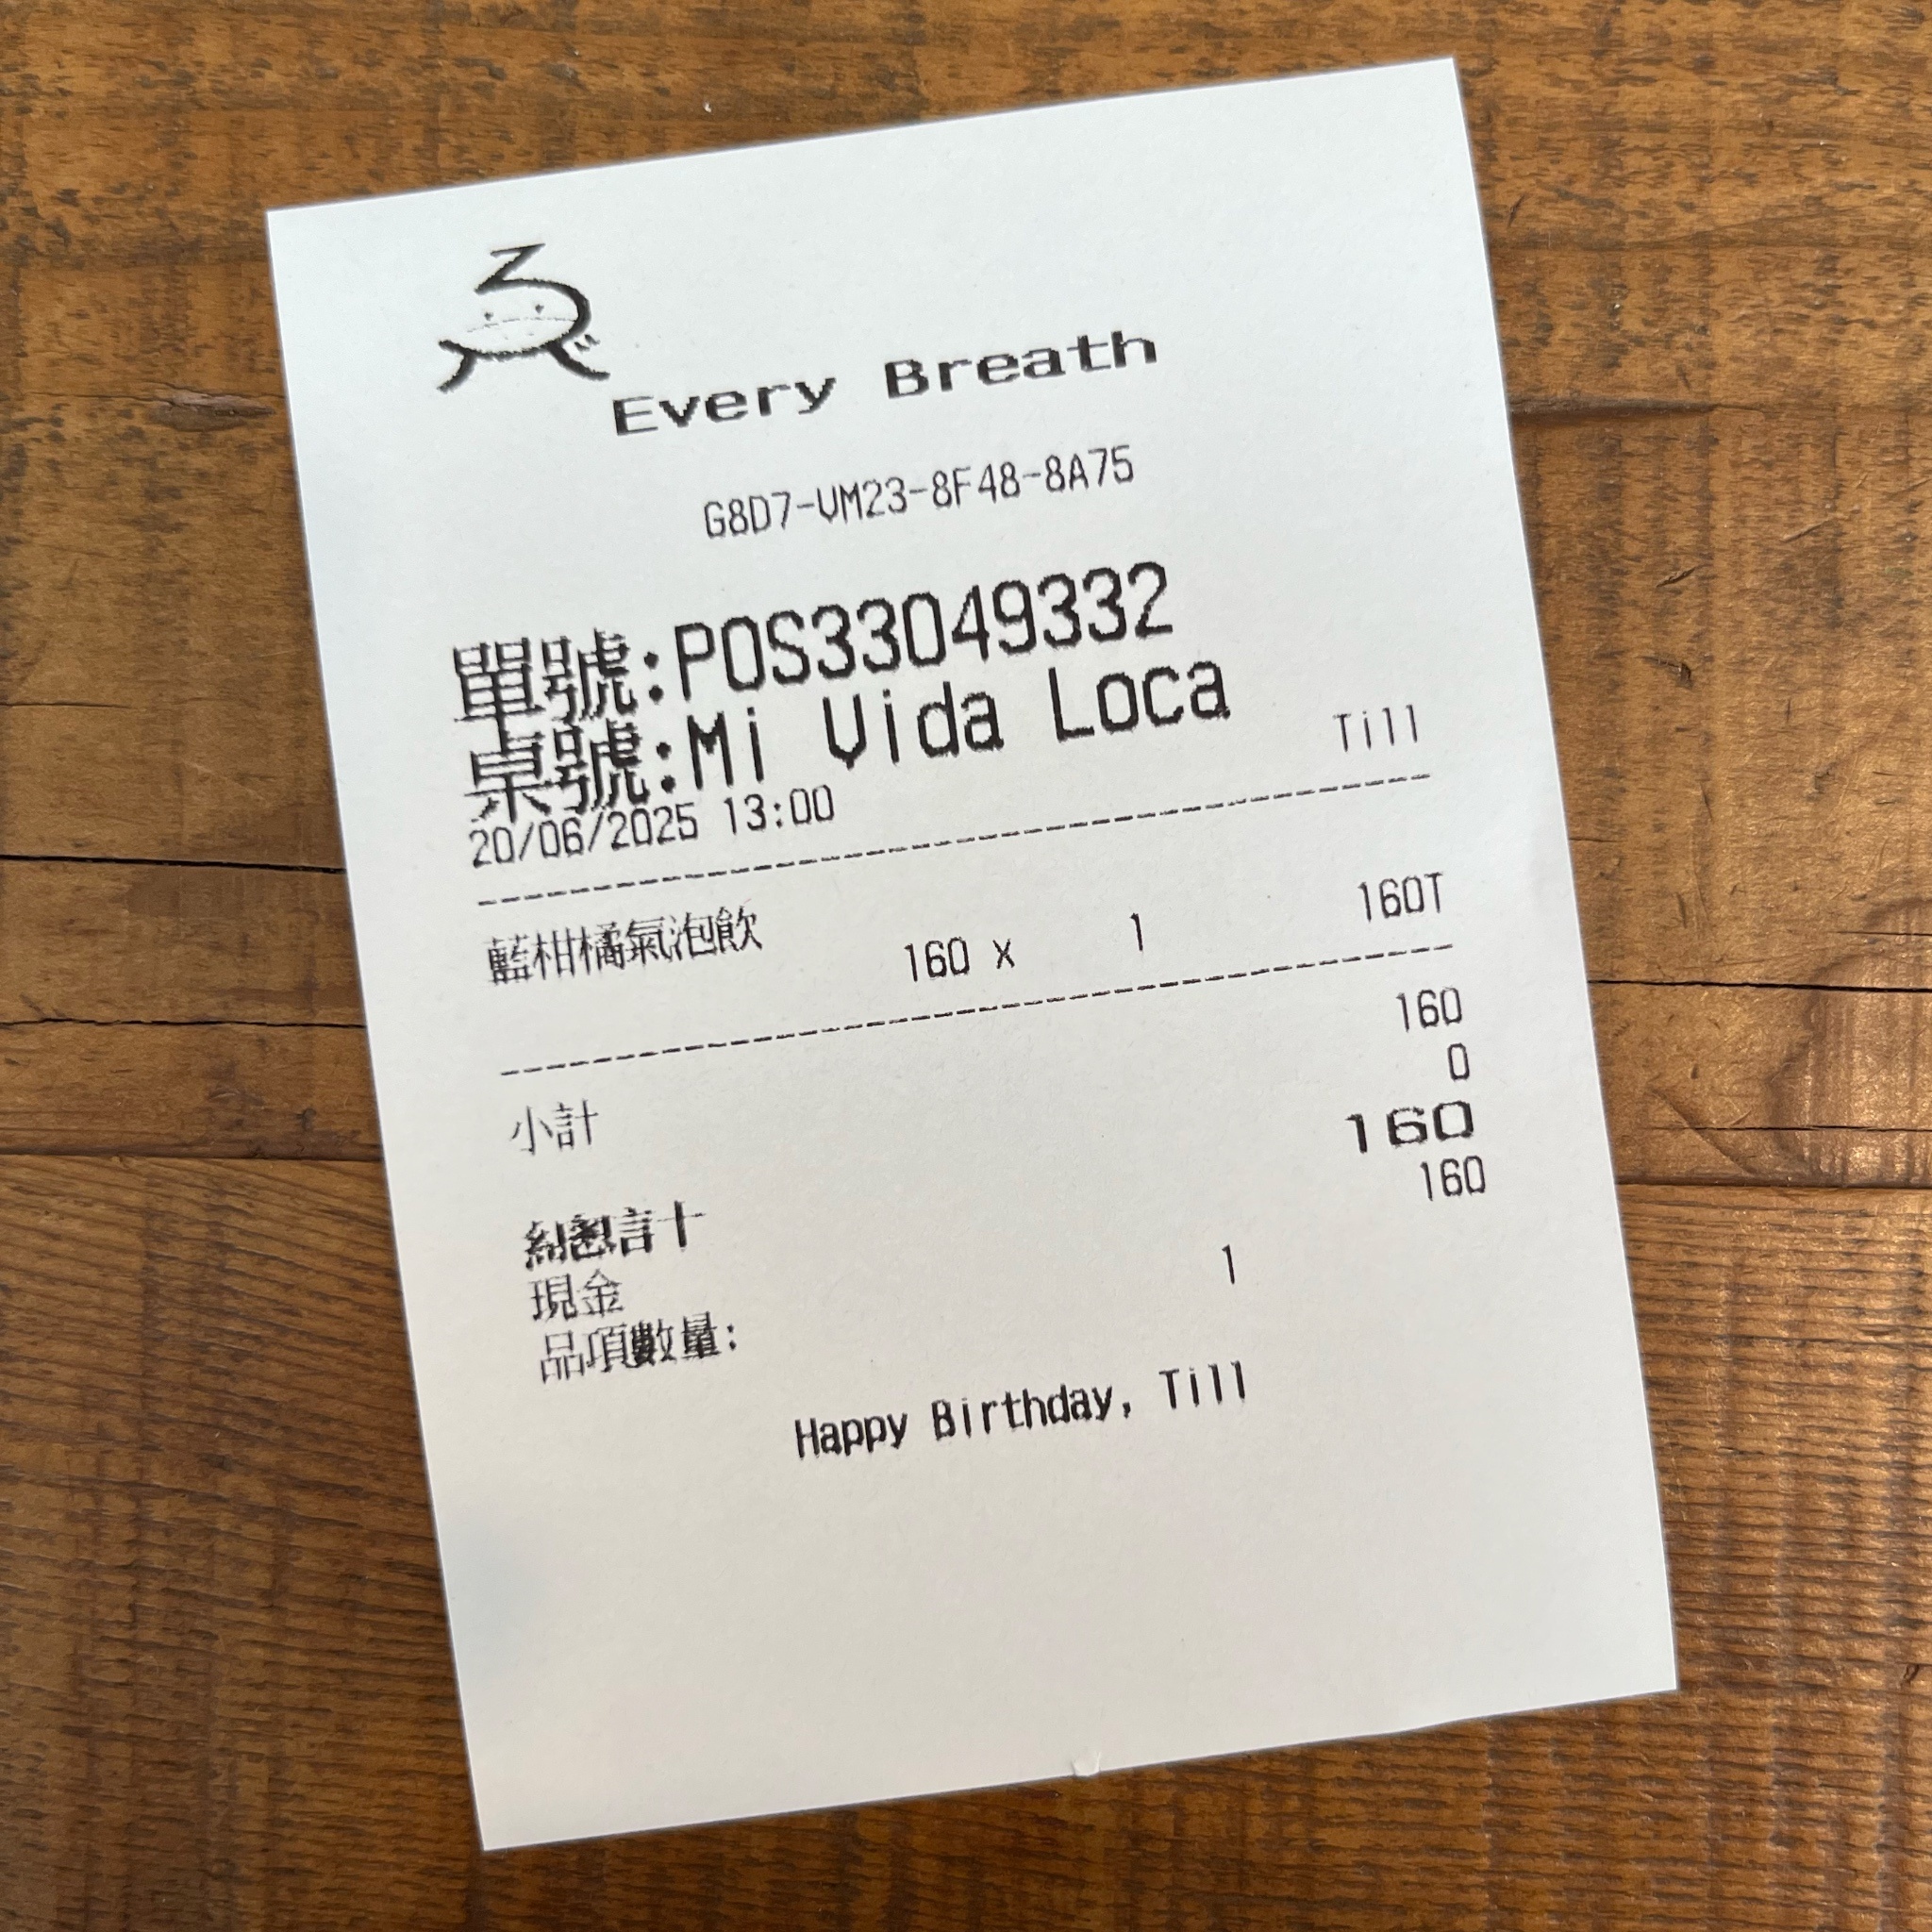 Every Breath
G8D7-VM23-8F48-8A75
單號:POS33049332
桌號:Mi Vida Loca
20/06/2025 13:00 Till
藍柑橘氣泡飲 160 x 1 160T
小計 160
0
總計 160
現金 160
品項數量: 1
Happy Birthday, Till